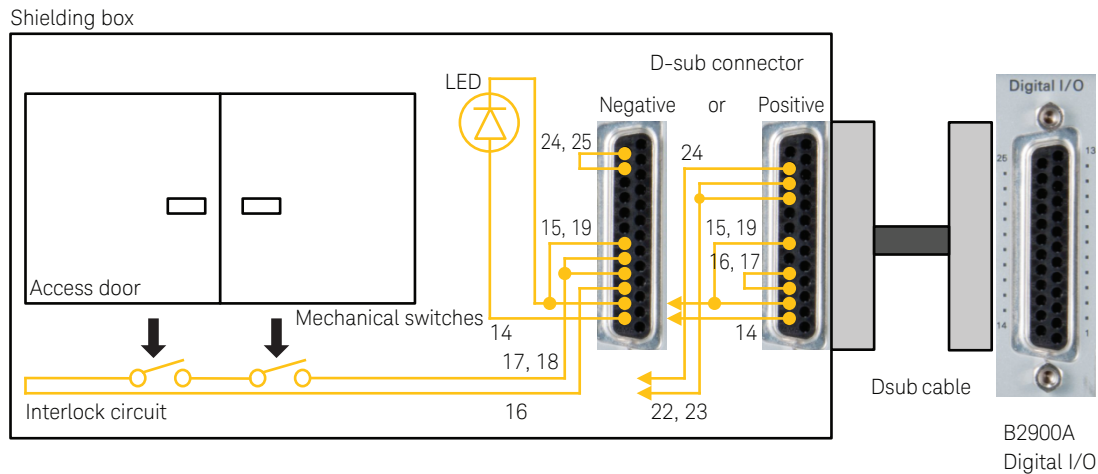 Shielding box
D-sub connector
LED
Negative or Positive
Digital I/O
24, 25
24
25
13
15, 19
15, 19
16, 17
Access door
Mechanical switches
14
14
14
1
17, 18
Dsub cable
Interlock circuit
16
22, 23
B2900A
Digital I/O